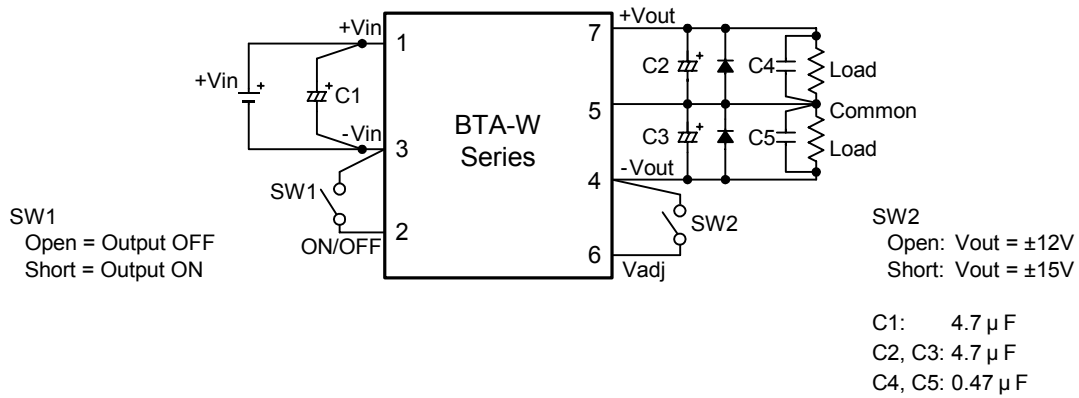 +Vin
1
+Vin
+
+
C1
-Vin
3
SW1
2
ON/OFF
BTA-W
Series
+Vout
7
C2
+
C4
Load
5
Common
C3
+
C5
Load
-Vout
4
SW2
6
Vadj
SW1
Open = Output OFF
Short = Output ON
SW2
Open: Vout = ±12V
Short: Vout = ±15V
C1: 4.7 µ F
C2, C3: 4.7 µ F
C4, C5: 0.47 µ F